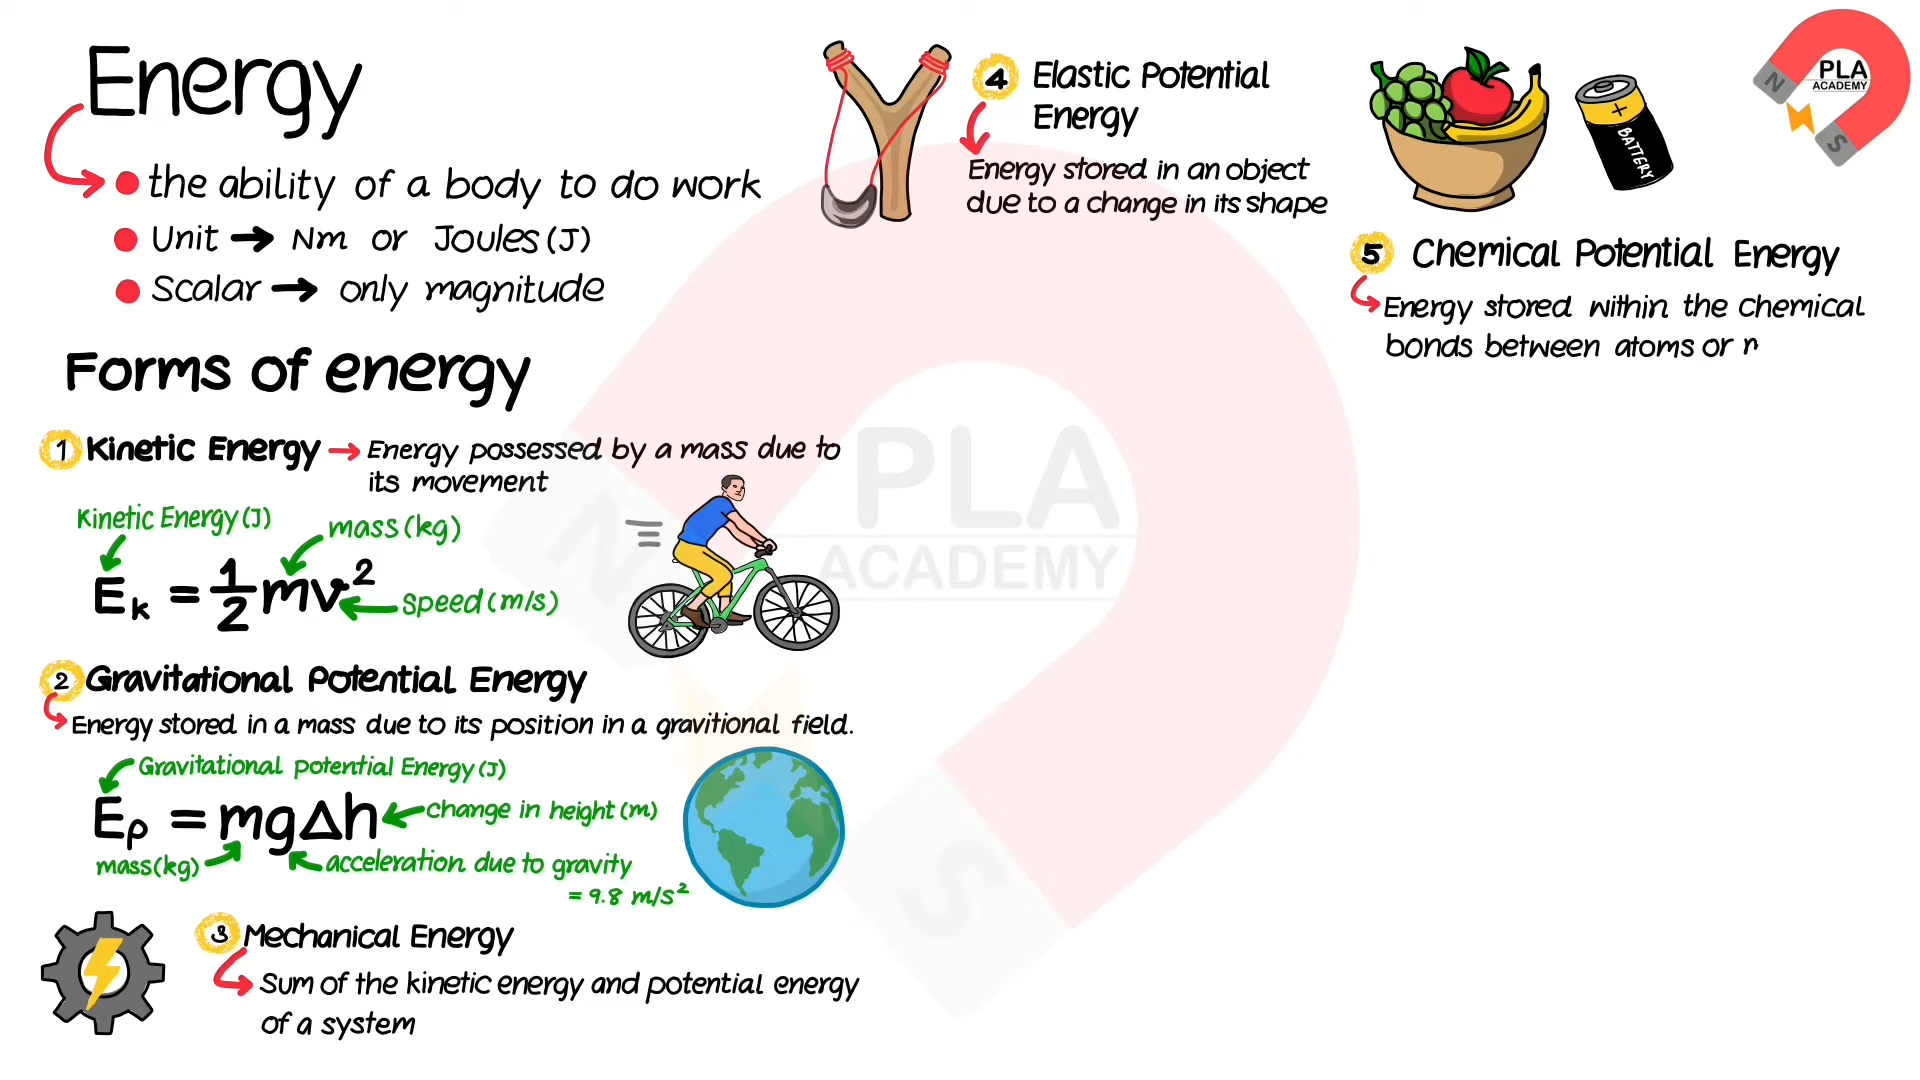 Energy
the ability of a body to do work
Unit → Nm or Joules (J)
Scalar → only magnitude
Forms of energy
1 Kinetic Energy → Energy possessed by a mass due to
its movement
Kinetic Energy (J)
mass (kg)
Eₖ = 1/2 mv²
speed (m/s)
2 Gravitational Potential Energy
Energy stored in a mass due to its position in a gravitional field.
Gravitational potential Energy (J)
Eₚ = mgΔh
change in height (m)
mass (kg)
acceleration due to gravity
= 9.8 m/s²
3 Mechanical Energy
Sum of the kinetic energy and potential energy
of a system
4 Elastic Potential
Energy
Energy stored in an object
due to a change in its shape
+
BATTERY
5 Chemical Potential Energy
Energy stored within the chemical
bonds between atoms or
N
PLA
ACADEMY
S
N
PLA
ACADEMY
S